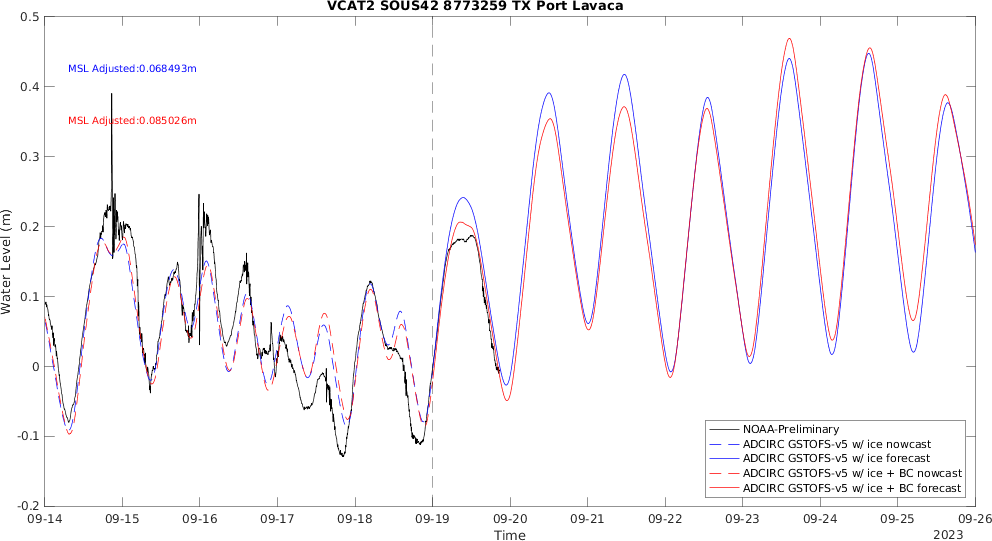 VCAT2 SOUS42 8773259 TX Port Lavaca
0.5
MSL Adjusted:0.068493m
0.4
MSL Adjusted:0.085026m
0.3
0.2
Water Level (m)
0.1
0
-0.1
NOAA-Preliminary
ADCIRC GSTOFS-v5 w/ ice nowcast
ADCIRC GSTOFS-v5 w/ ice forecast
ADCIRC GSTOFS-v5 w/ ice + BC nowcast
ADCIRC GSTOFS-v5 w/ ice + BC forecast
-0.2
09-14 09-15 09-16 09-17 09-18 09-19 09-20 09-21 09-22 09-23 09-24 09-25 09-26
Time
2023